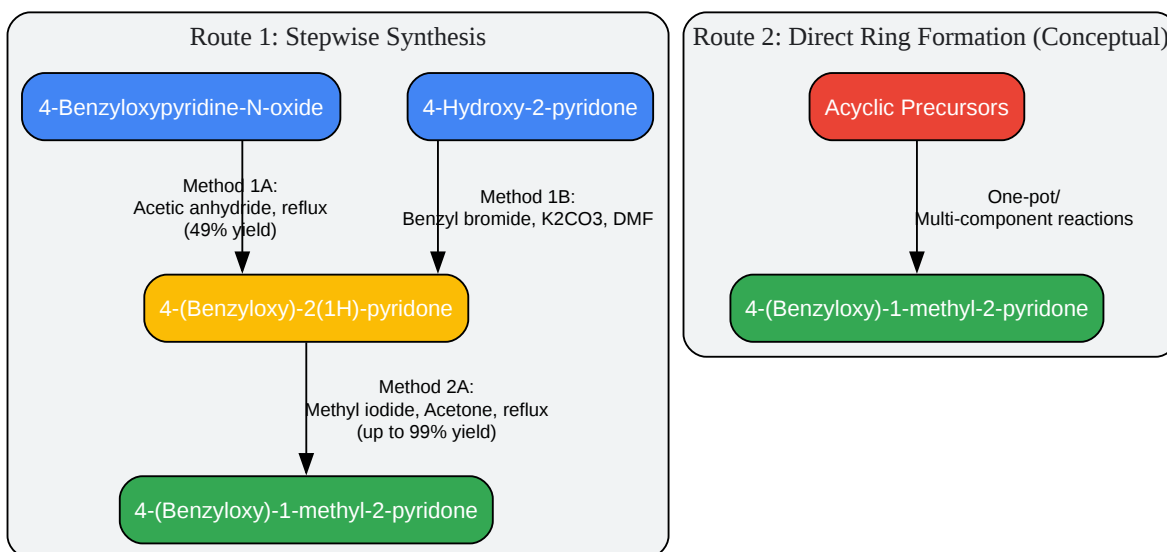 Route 1: Stepwise Synthesis
4-Benzyloxypyridine-N-oxide
4-Hydroxy-2-pyridone
Method 1A:
Acetic anhydride, reflux
(49% yield)
Method 1B:
Benzyl bromide, K2CO3, DMF
4-(Benzyloxy)-2(1H)-pyridone
Method 2A:
Methyl iodide, Acetone, reflux
(up to 99% yield)
4-(Benzyloxy)-1-methyl-2-pyridone
Route 2: Direct Ring Formation (Conceptual)
Acyclic Precursors
One-pot/
Multi-component reactions
4-(Benzyloxy)-1-methyl-2-pyridone